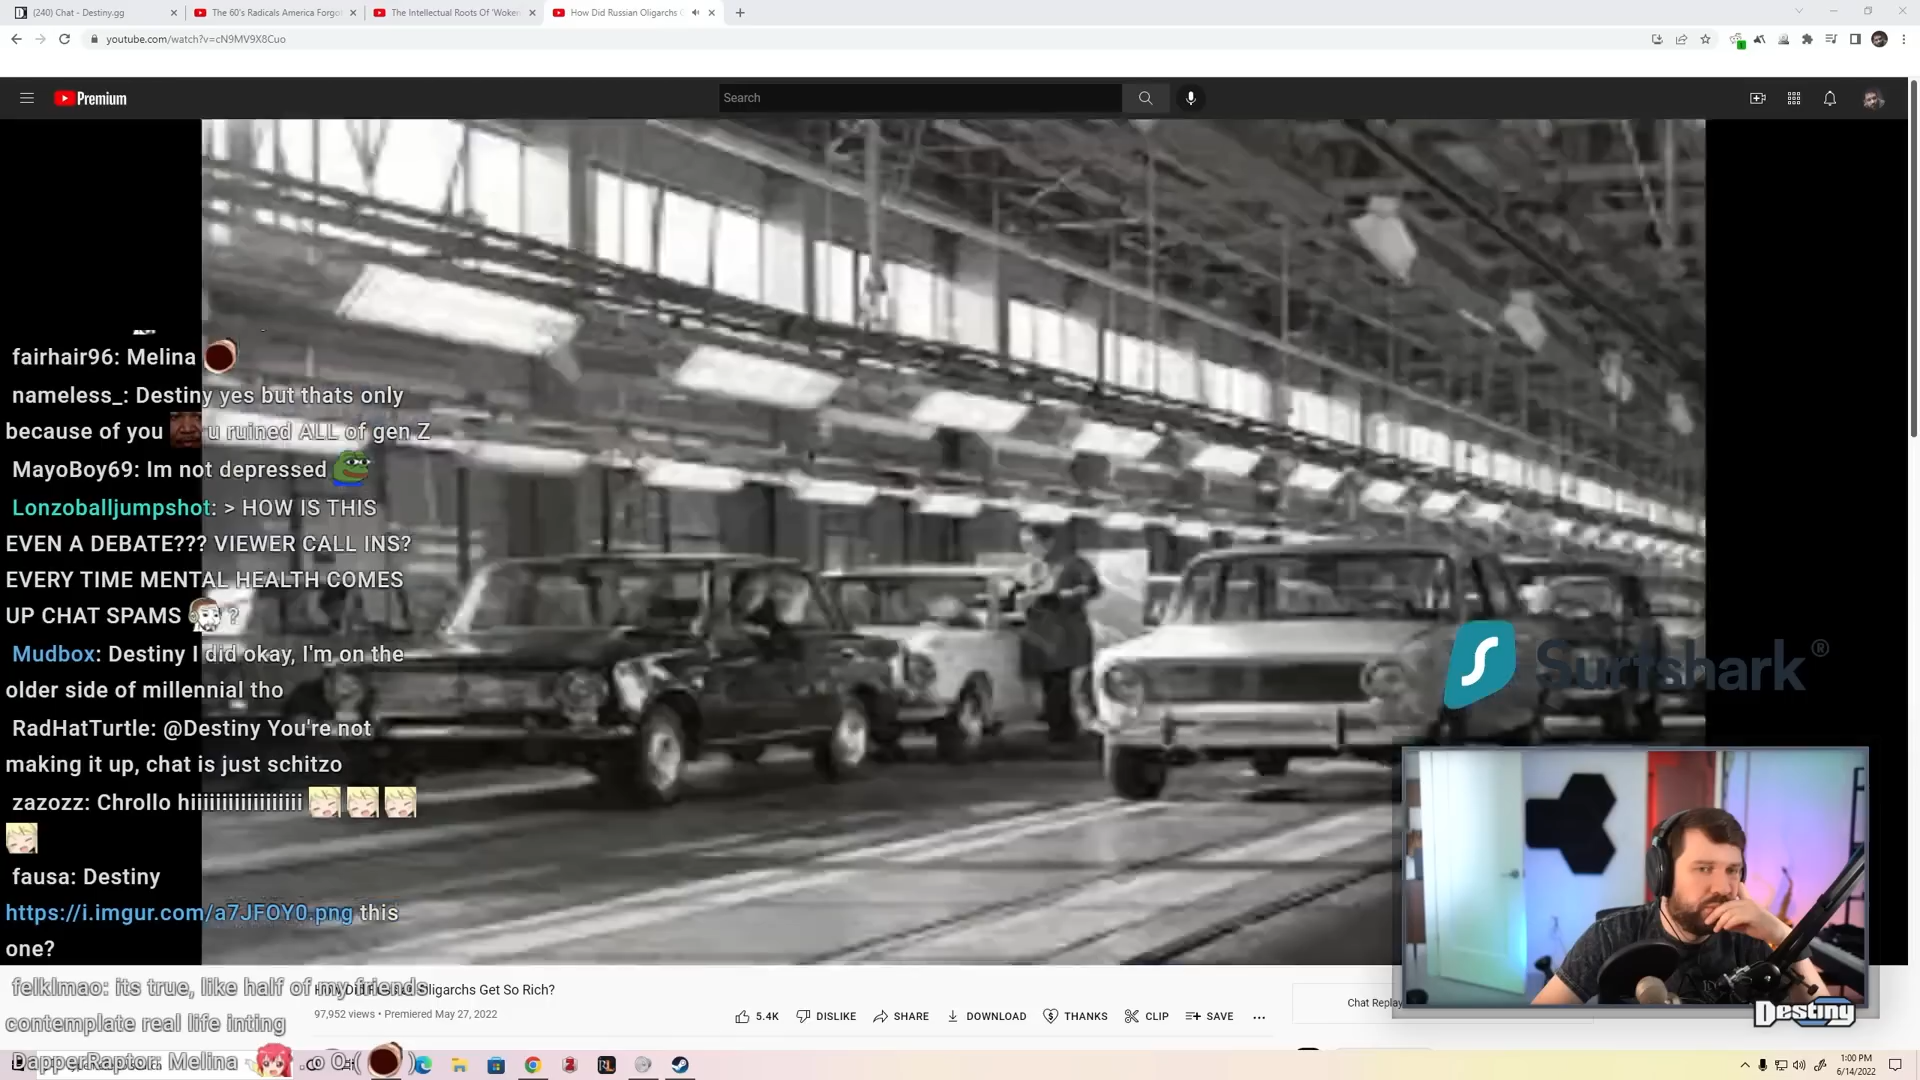 (240) Chat - Destiny.gg
The 60's Radicals America Forgot
The Intellectual Roots Of 'Woken
How Did Russian Oligarchs
youtube.com/watch?v=cN9MV9X8Cuo
Premium
Search
fairhair96: Melina
nameless_: Destiny yes but thats only
because of you u ruined ALL of gen Z
MayoBoy69: Im not depressed
Lonzoballjumpshot: > HOW IS THIS
EVEN A DEBATE??? VIEWER CALL INS?
EVERY TIME MENTAL HEALTH COMES
UP CHAT SPAMS ?
Mudbox: Destiny I did okay, I'm on the
older side of millennial tho
RadHatTurtle: @Destiny You're not
making it up, chat is just schitzo
zazozz: Chrollo hiiiiiiiiiiiiiiiii
fausa: Destiny
https://i.imgur.com/a7JFOY0.png this
one?
felklmao: its true, like half of my friends
contemplate real life inting
DapperRaptor: Melina
Surfshark®
Oligarchs Get So Rich?
97,952 views • Premiered May 27, 2022
5.4K
DISLIKE
SHARE
DOWNLOAD
THANKS
CLIP
SAVE
Chat Replay
Destiny
1:00 PM
6/14/2022